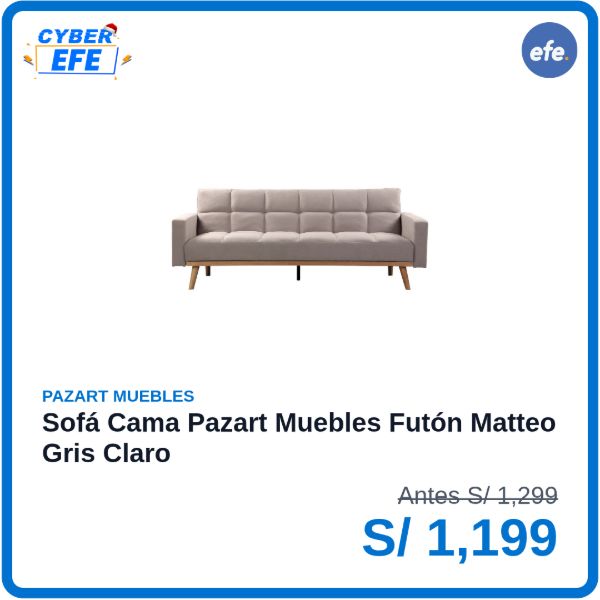 CYBER
EFE
efe.
PAZART MUEBLES
Sofá Cama Pazart Muebles Futón Matteo
Gris Claro
Antes S/ 1,299
S/ 1,199